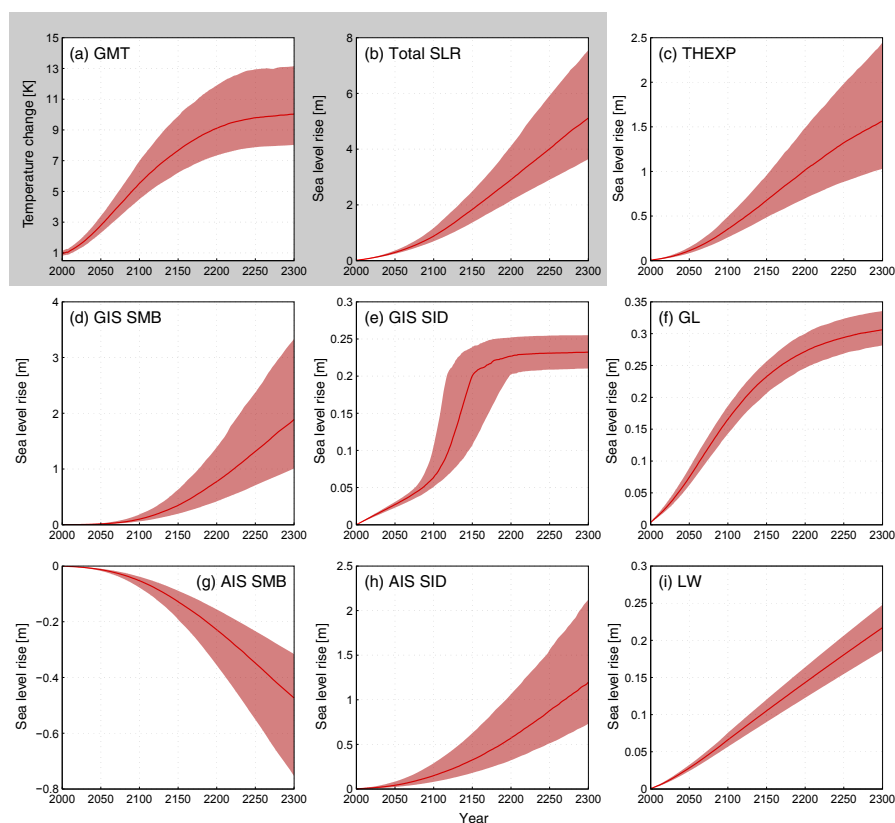 (a) GMT
Temperature change [K]
15
13
11
9
7
5
3
1
2000 2050 2100 2150 2200 2250 2300
(b) Total SLR
Sea level rise [m]
8
6
4
2
0
2000 2050 2100 2150 2200 2250 2300
(c) THEXP
Sea level rise [m]
2.5
2
1.5
1
0.5
0
2000 2050 2100 2150 2200 2250 2300
(d) GIS SMB
Sea level rise [m]
4
3
2
1
0
2000 2050 2100 2150 2200 2250 2300
(e) GIS SID
Sea level rise [m]
0.3
0.25
0.2
0.15
0.1
0.05
0
2000 2050 2100 2150 2200 2250 2300
(f) GL
Sea level rise [m]
0.35
0.3
0.25
0.2
0.15
0.1
0.05
0
2000 2050 2100 2150 2200 2250 2300
(g) AIS SMB
Sea level rise [m]
0
−0.2
−0.4
−0.6
−0.8
2000 2050 2100 2150 2200 2250 2300
(h) AIS SID
Sea level rise [m]
2.5
2
1.5
1
0.5
0
2000 2050 2100 2150 2200 2250 2300
Year
(i) LW
Sea level rise [m]
0.3
0.25
0.2
0.15
0.1
0.05
0
2000 2050 2100 2150 2200 2250 2300